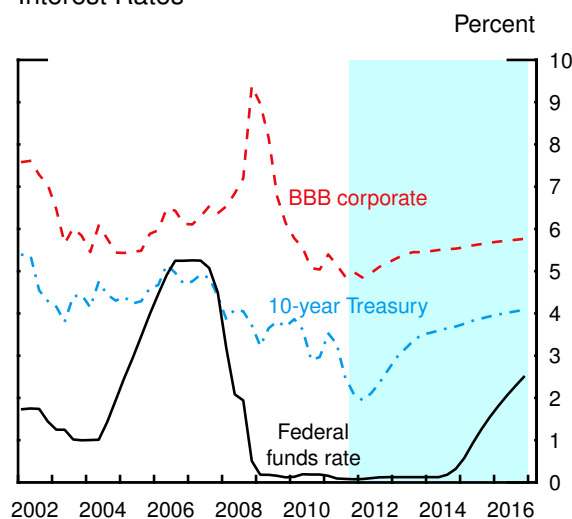 Interest Rates
Percent
10
9
8
7
6
5
4
3
2
1
0
BBB corporate
10-year Treasury
Federal
funds rate
2002 2004 2006 2008 2010 2012 2014 2016